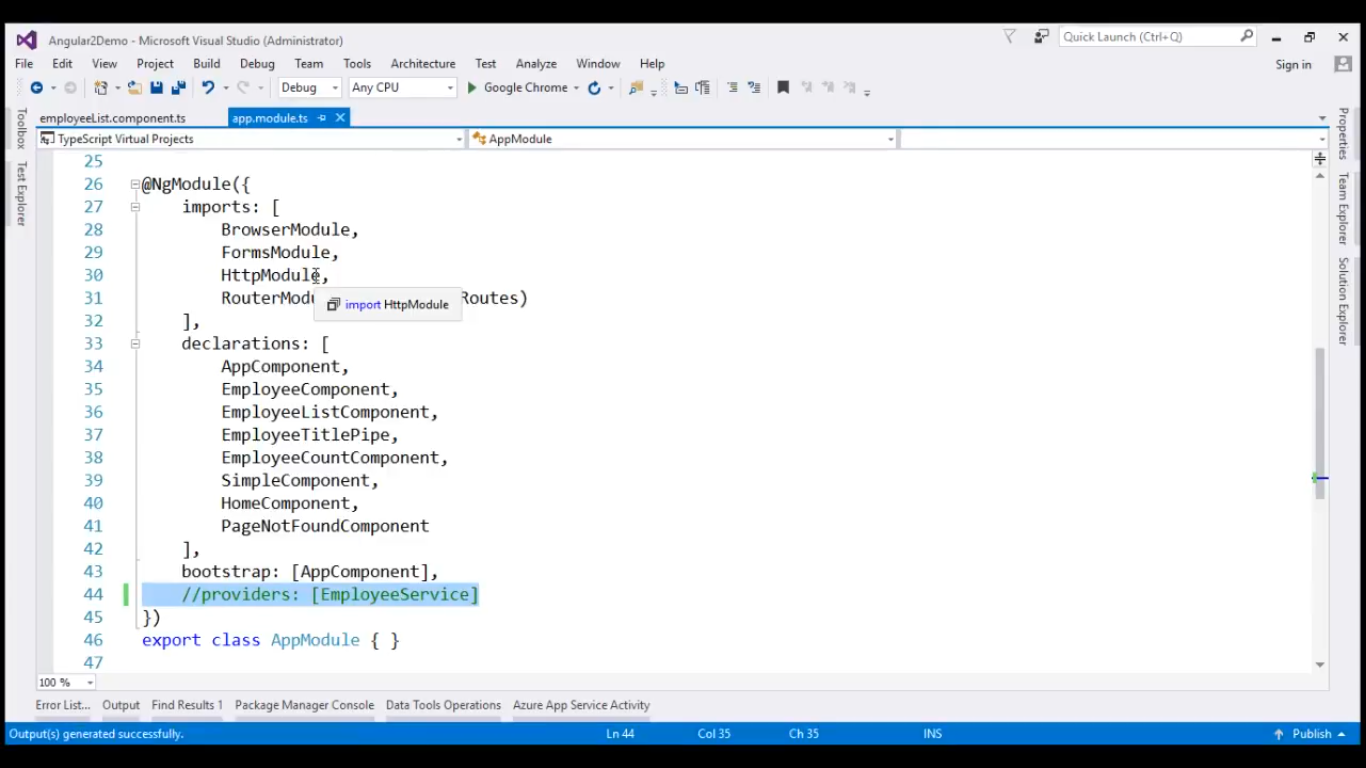 Angular2Demo - Microsoft Visual Studio (Administrator)
Quick Launch (Ctrl+Q)
File Edit View Project Build Debug Team Tools Architecture Test Analyze Window Help
Sign in
Debug Any CPU Google Chrome
employeeList.component.ts app.module.ts
TypeScript Virtual Projects AppModule
Toolbox
Test Explorer
25
26 @NgModule({
27 imports: [
28 BrowserModule,
29 FormsModule,
30 HttpModule,
31 RouterModu Routes)
import HttpModule
32 ],
33 declarations: [
34 AppComponent,
35 EmployeeComponent,
36 EmployeeListComponent,
37 EmployeeTitlePipe,
38 EmployeeCountComponent,
39 SimpleComponent,
40 HomeComponent,
41 PageNotFoundComponent
42 ],
43 bootstrap: [AppComponent],
44 //providers: [EmployeeService]
45 })
46 export class AppModule { }
47
Properties
Team Explorer
Solution Explorer
100 %
Error List... Output Find Results 1 Package Manager Console Data Tools Operations Azure App Service Activity
Output(s) generated successfully. Ln 44 Col 35 Ch 35 INS Publish